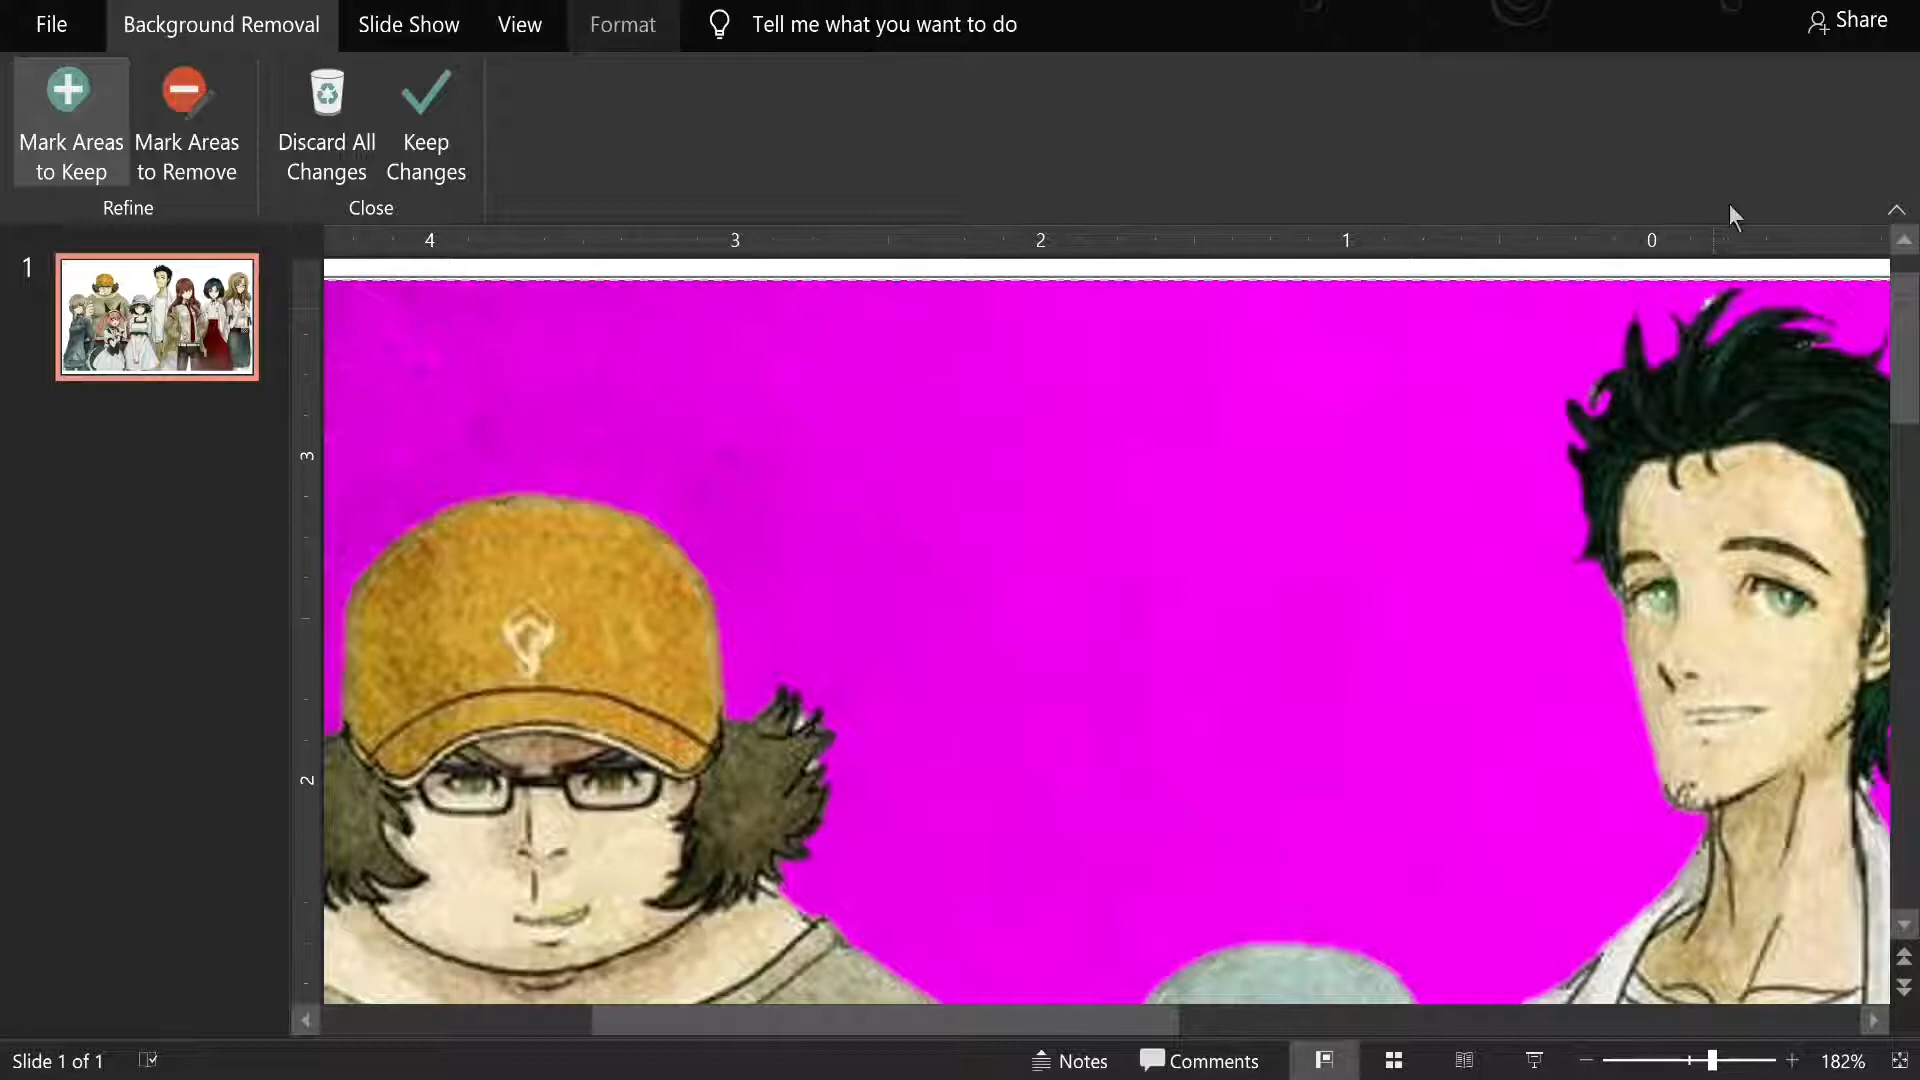 File Background Removal Slide Show View Format Tell me what you want to do Share
Mark Areas to Keep
Mark Areas to Remove
Discard All Changes
Keep Changes
Refine
Close
4 3 2 1 0
1
3
2
Slide 1 of 1 Notes Comments 182%